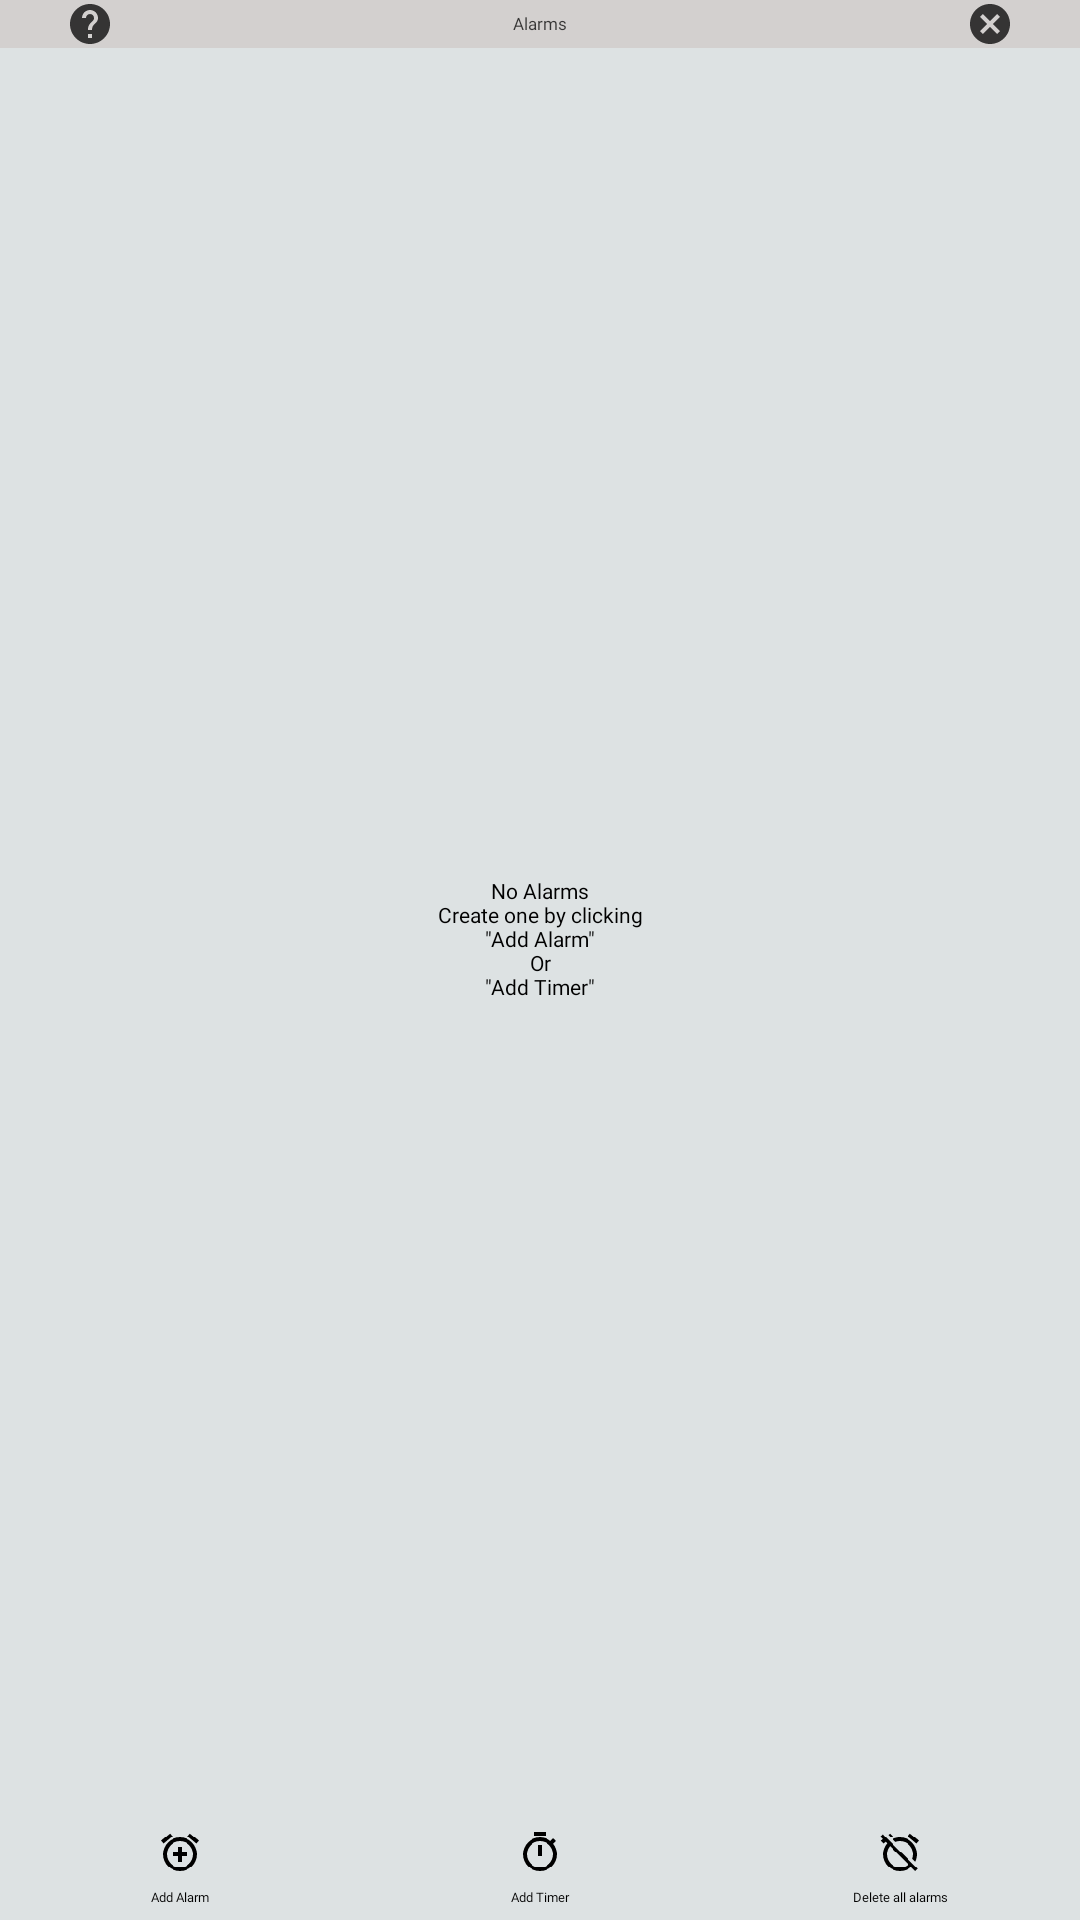 Alarms
No Alarms
Create one by clicking
"Add Alarm"
Or
"Add Timer"
Add Alarm
Add Timer
Delete all alarms